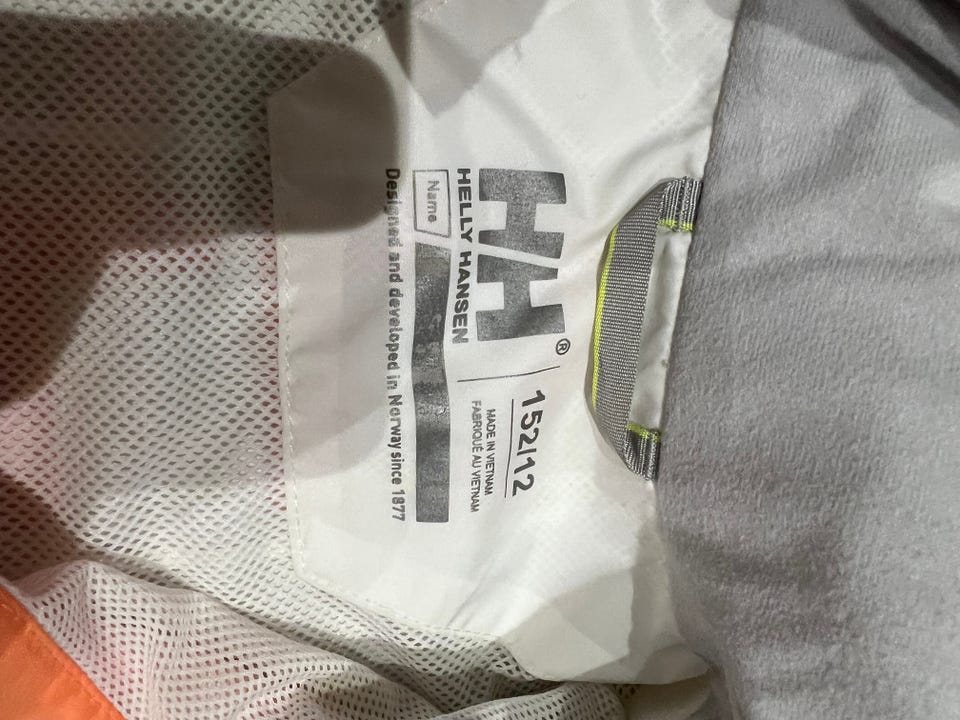 HH®
HELLY HANSEN
152/12
MADE IN VIETNAM
FABRIQUÉ AU VIETNAM
Name
Designed and developed in Norway since 1877